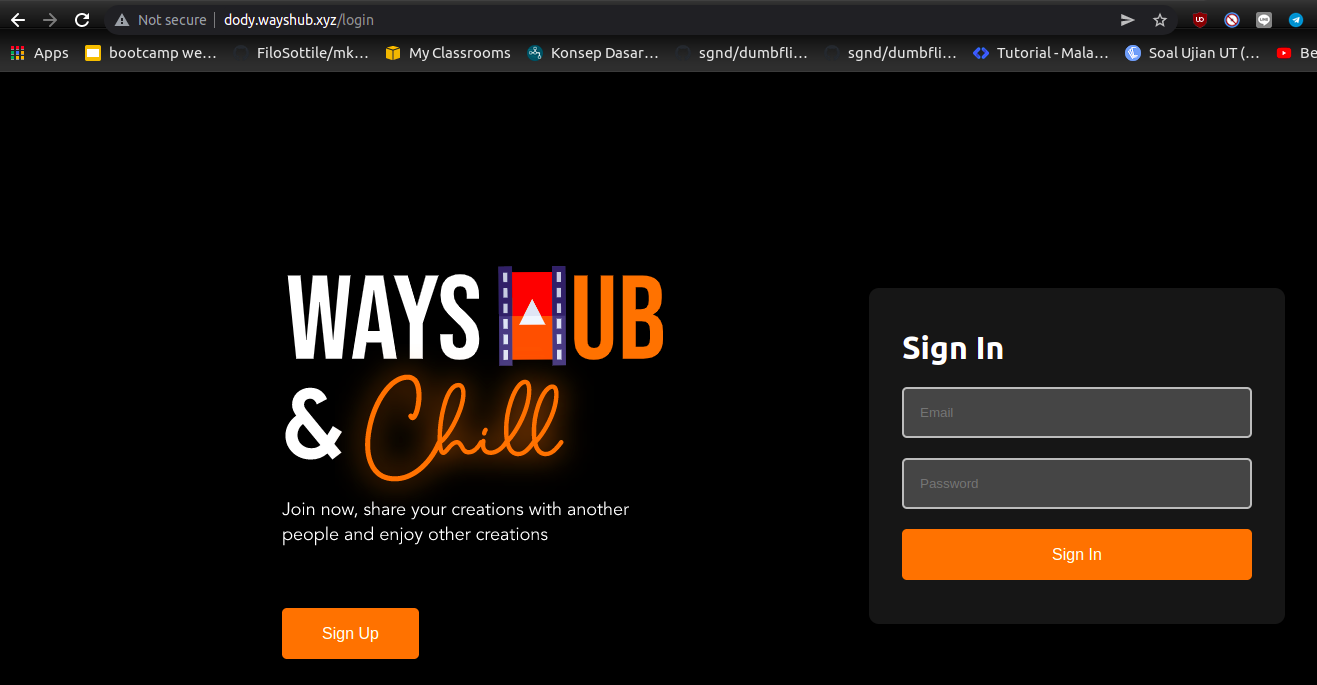 Not secure | dody.wayshub.xyz/login
Apps bootcamp we... FiloSottile/mk... My Classrooms Konsep Dasar... sgnd/dumbfli... sgnd/dumbfli... Tutorial - Mala... Soal Ujian UT (... Be
WAYS HUB
& Chill
Join now, share your creations with another
people and enjoy other creations
Sign Up
Sign In
Email
Password
Sign In